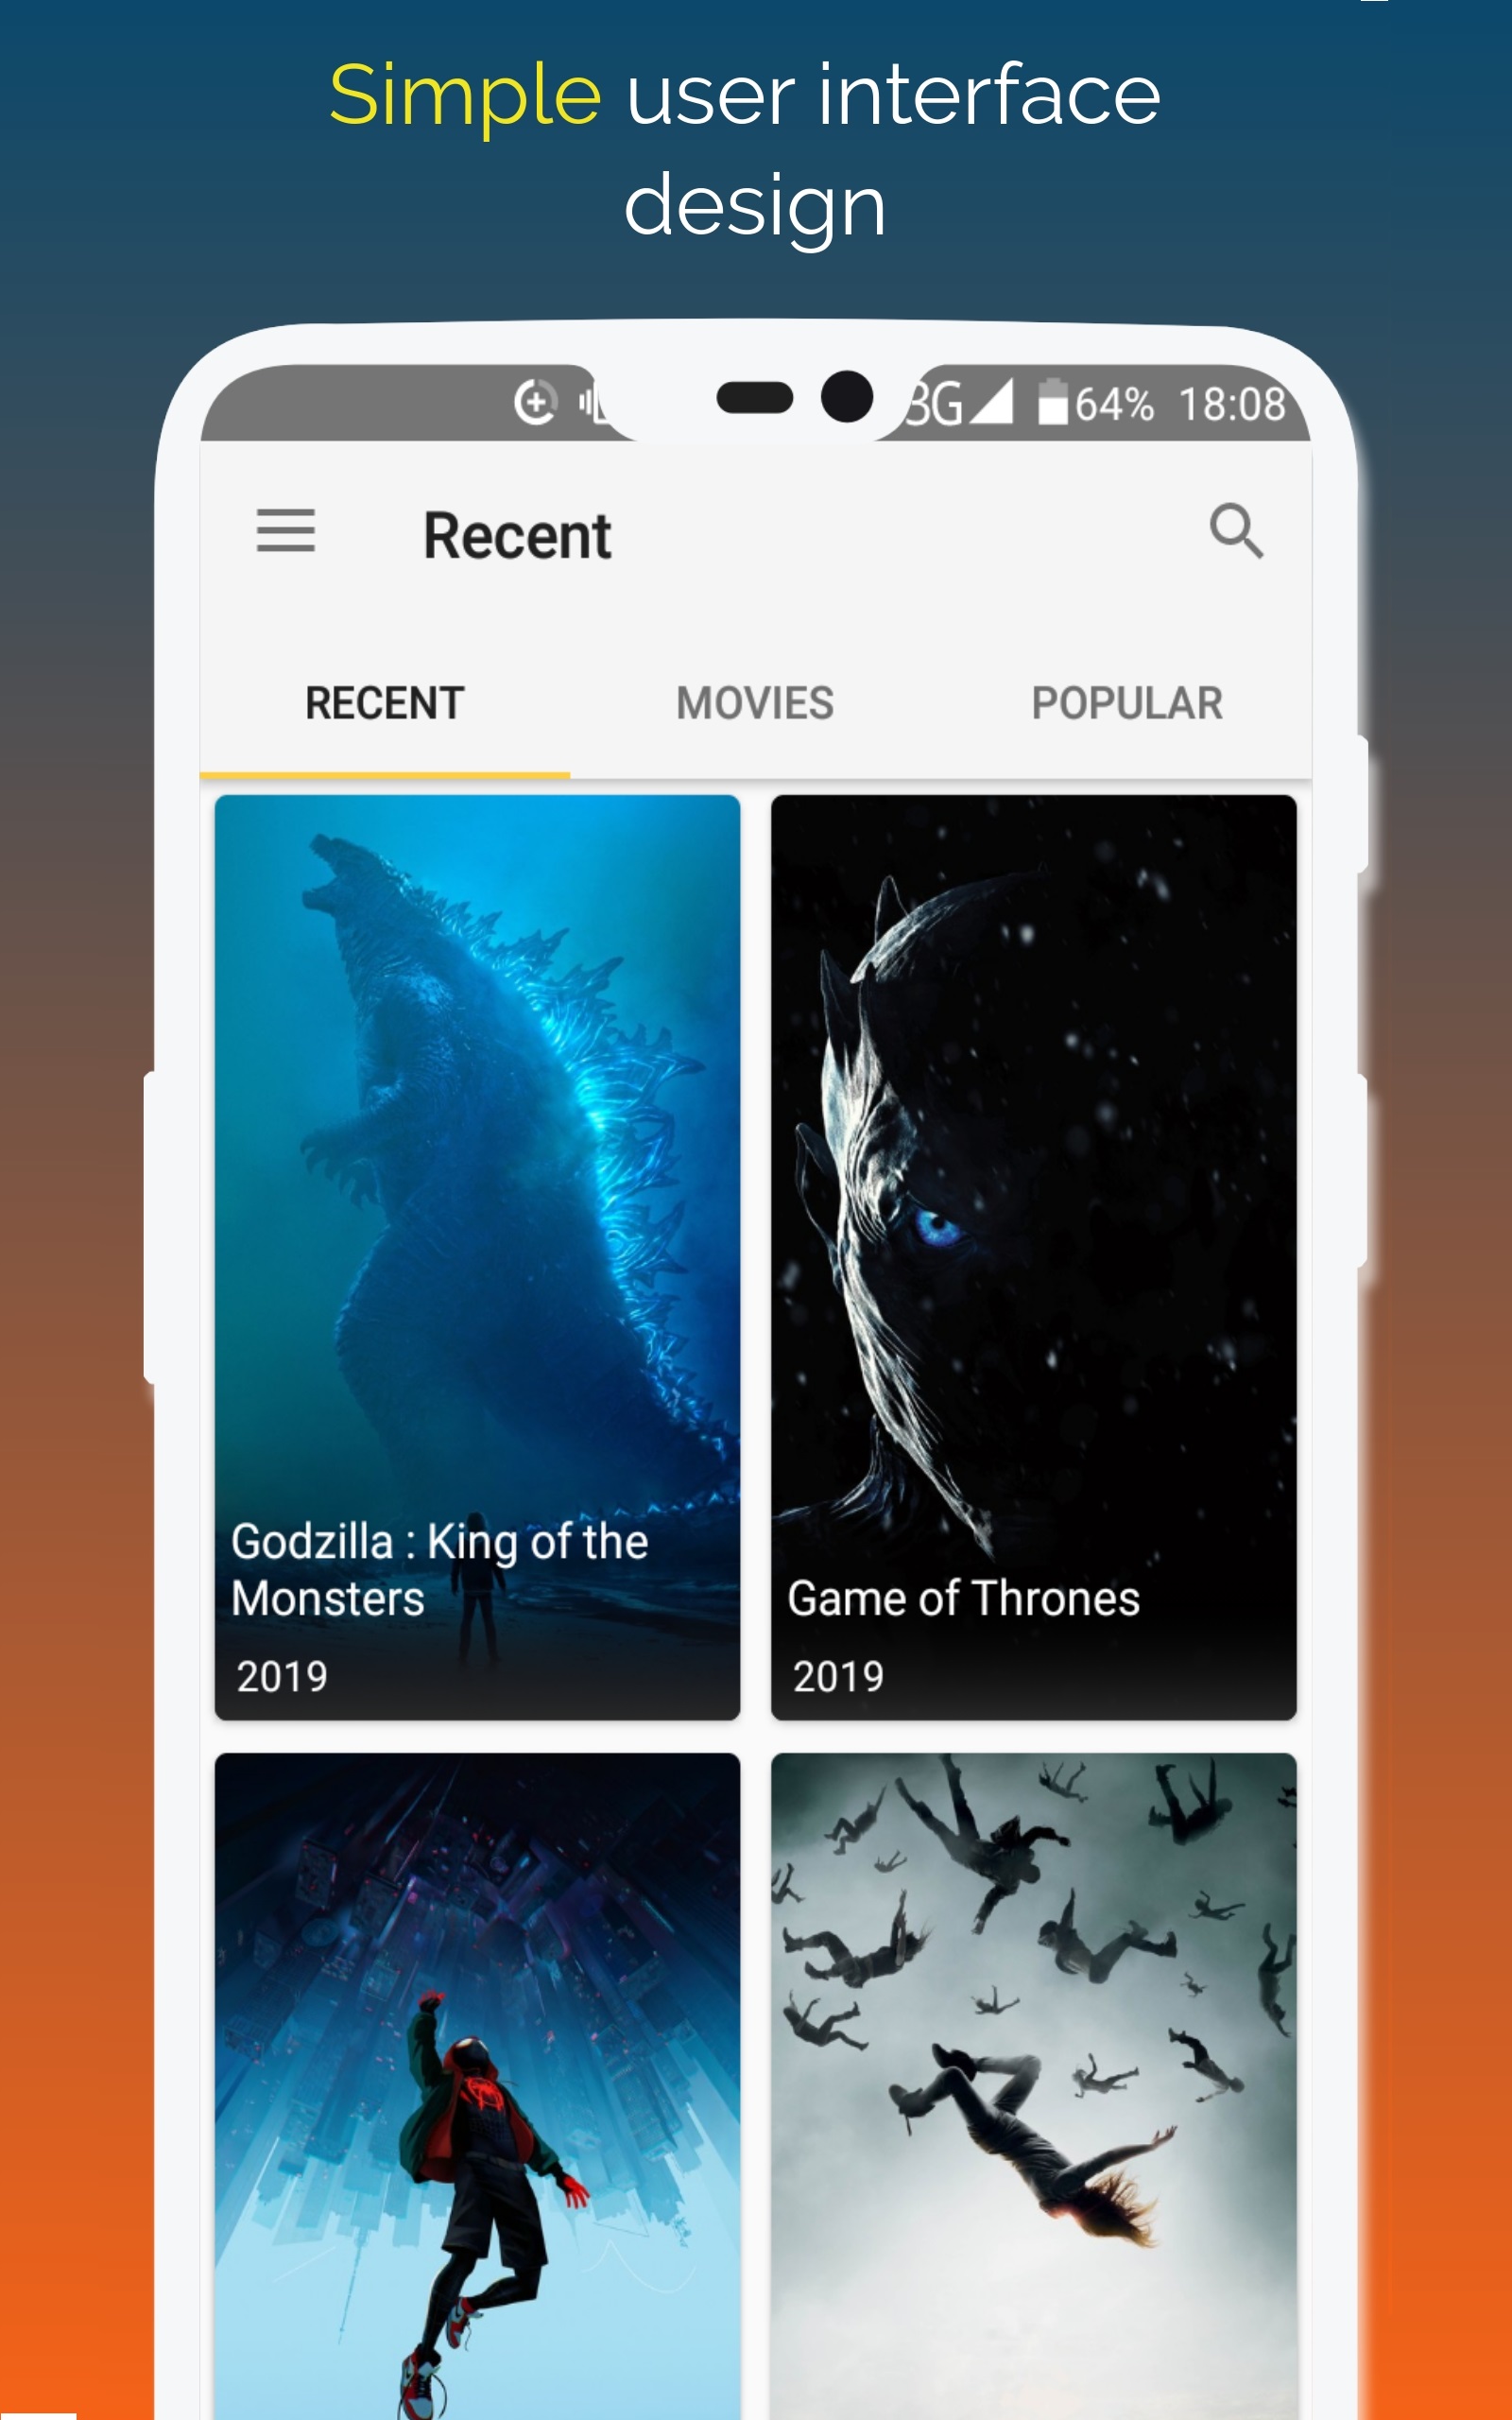 Simple user interface
design
3G 64% 18:08
Recent
RECENT MOVIES POPULAR
Godzilla : King of the
Monsters
2019
Game of Thrones
2019